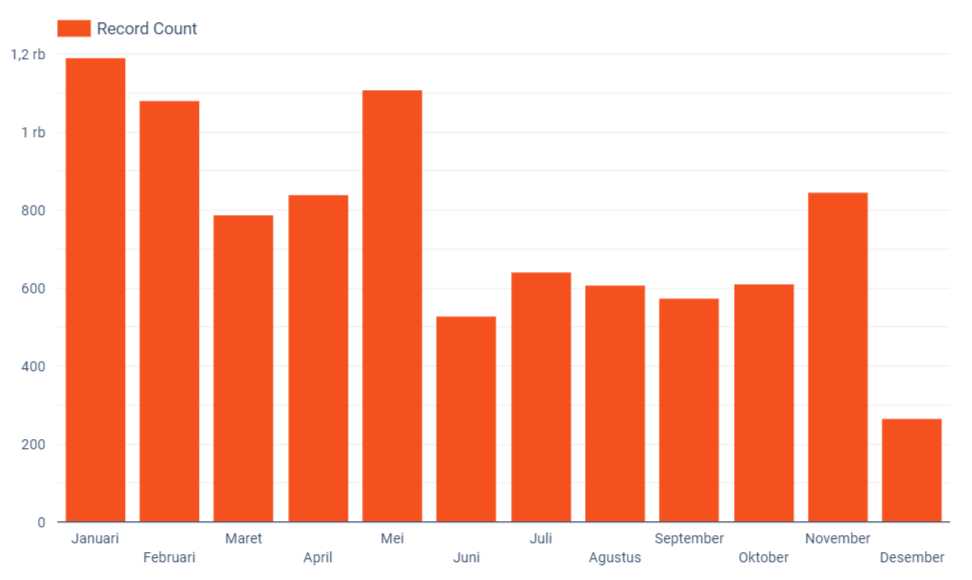 Record Count
1,2 rb
1 rb
800
600
400
200
0
Januari
Februari
Maret
April
Mei
Juni
Juli
Agustus
September
Oktober
November
Desember